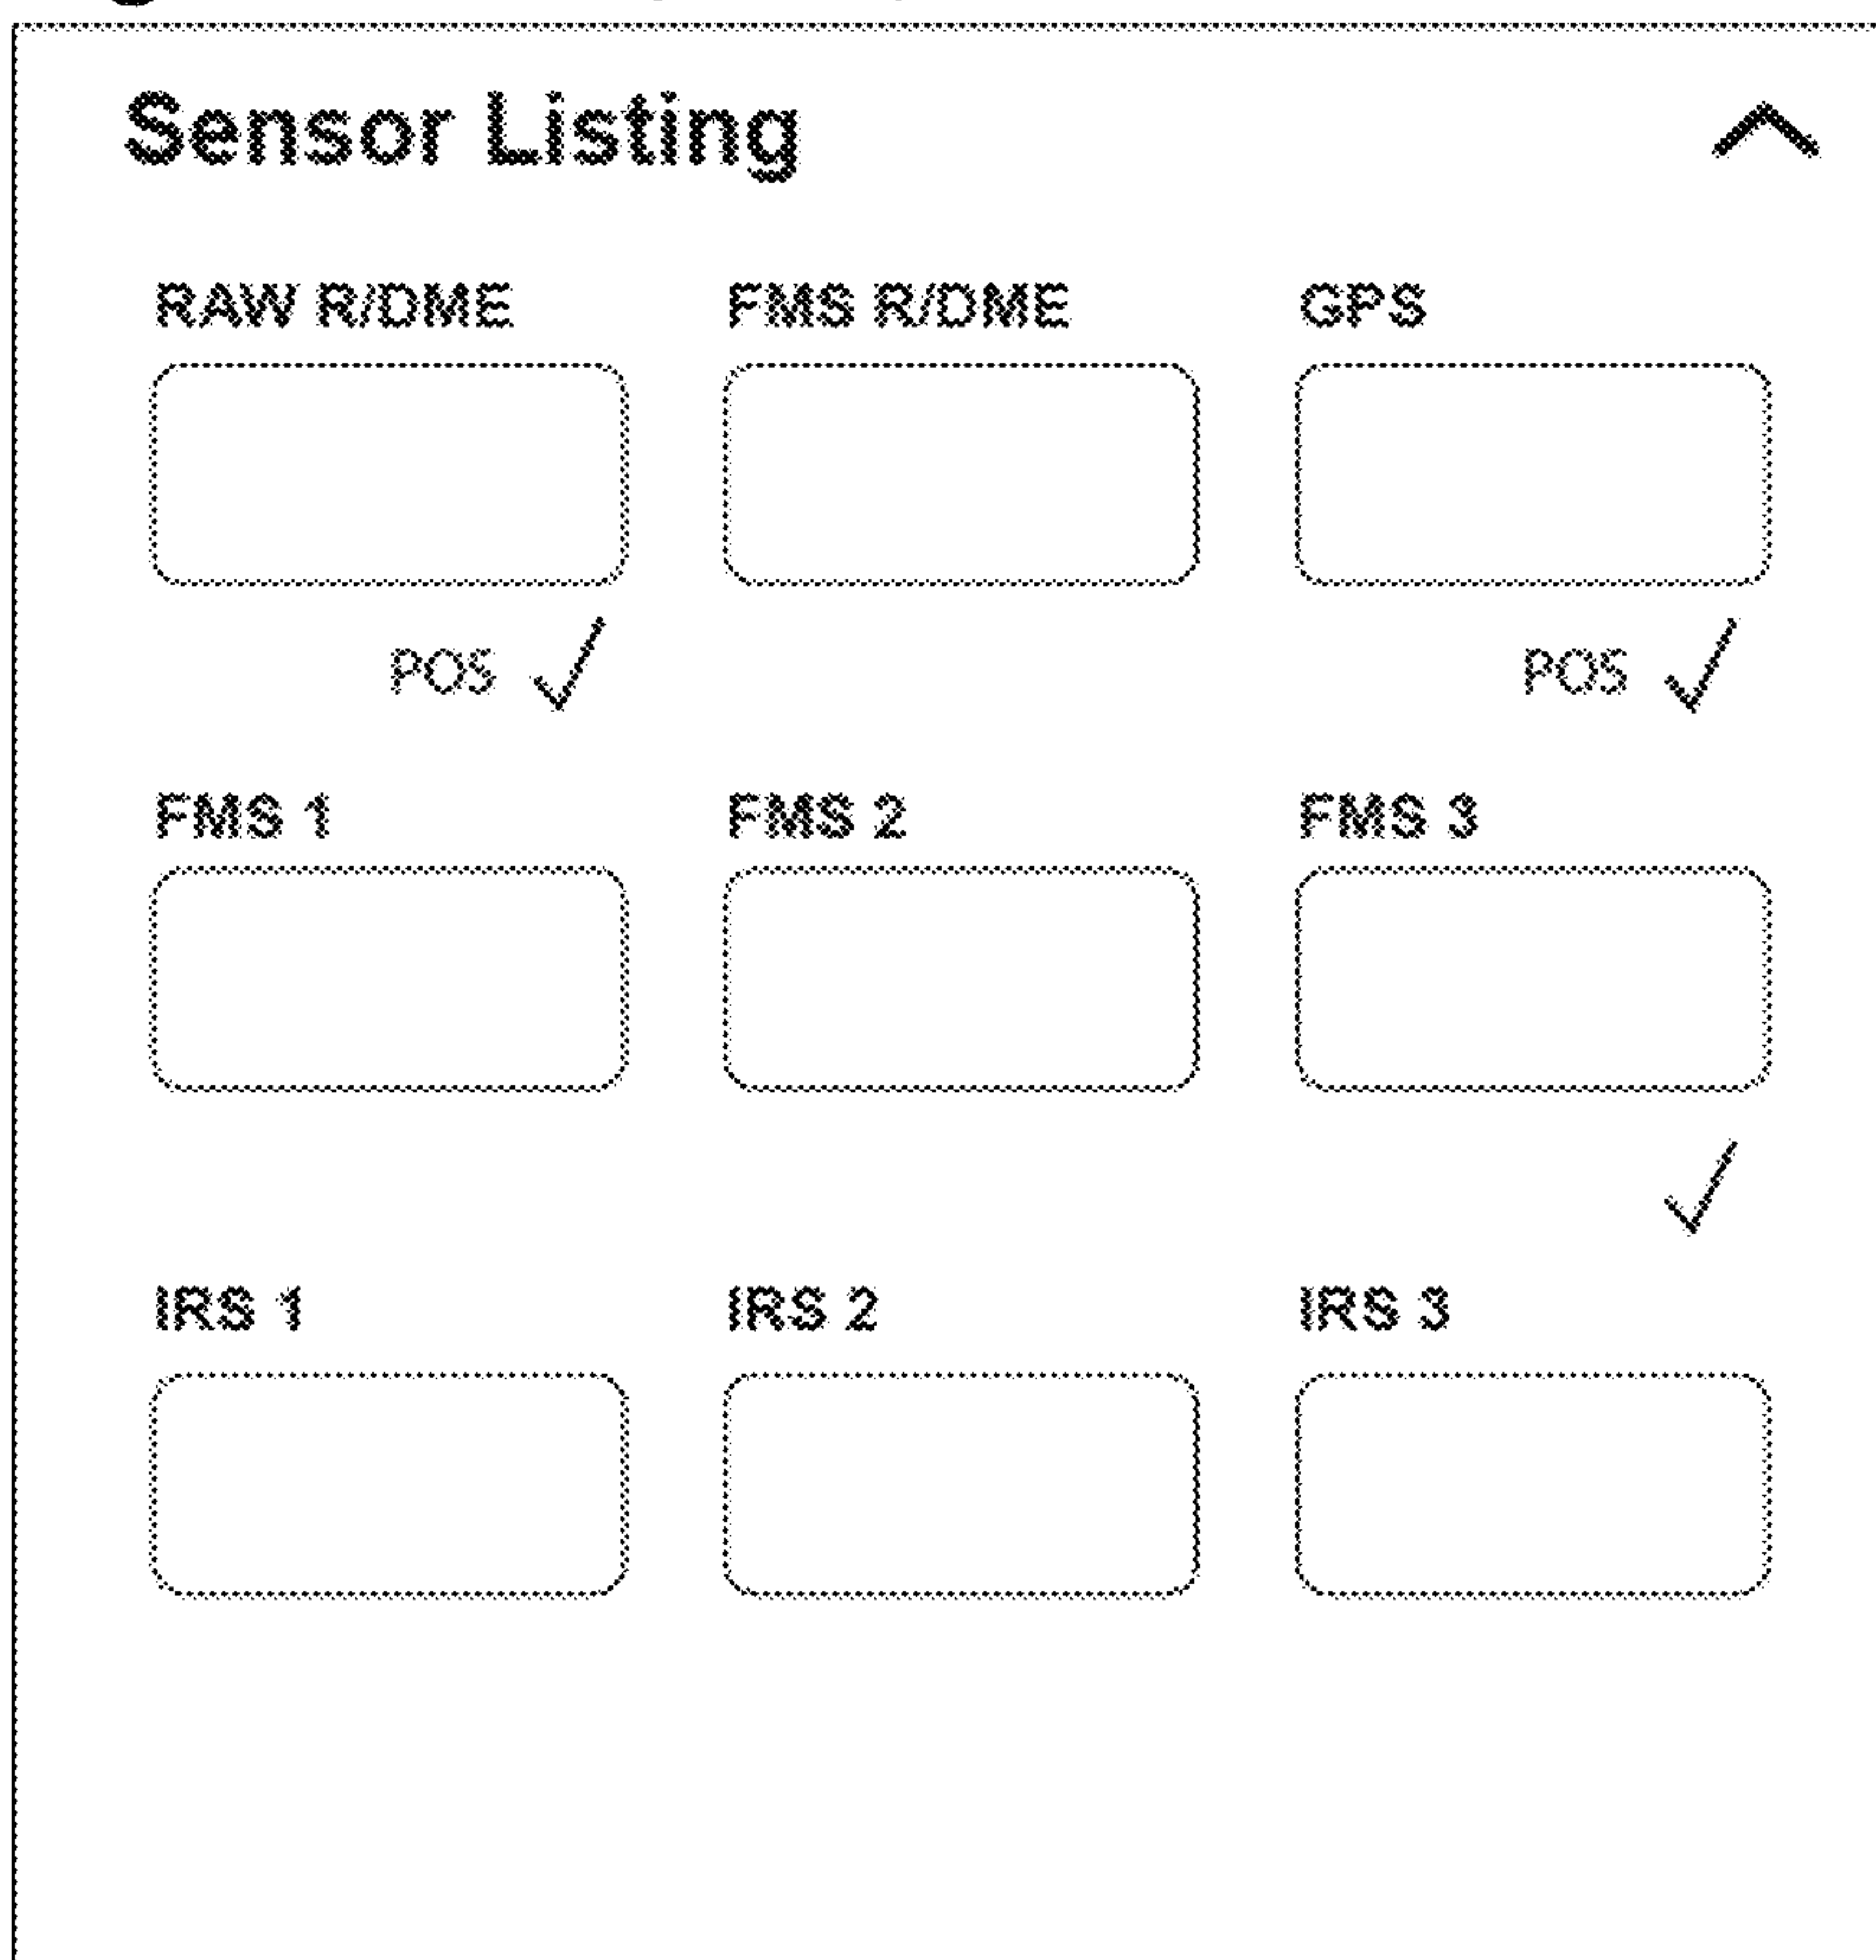 Sensor Listing
RAW R/DME FMS R/DME GPS
POS POS
FMS 1 FMS 2 FMS 3
IRS 1 IRS 2 IRS 3